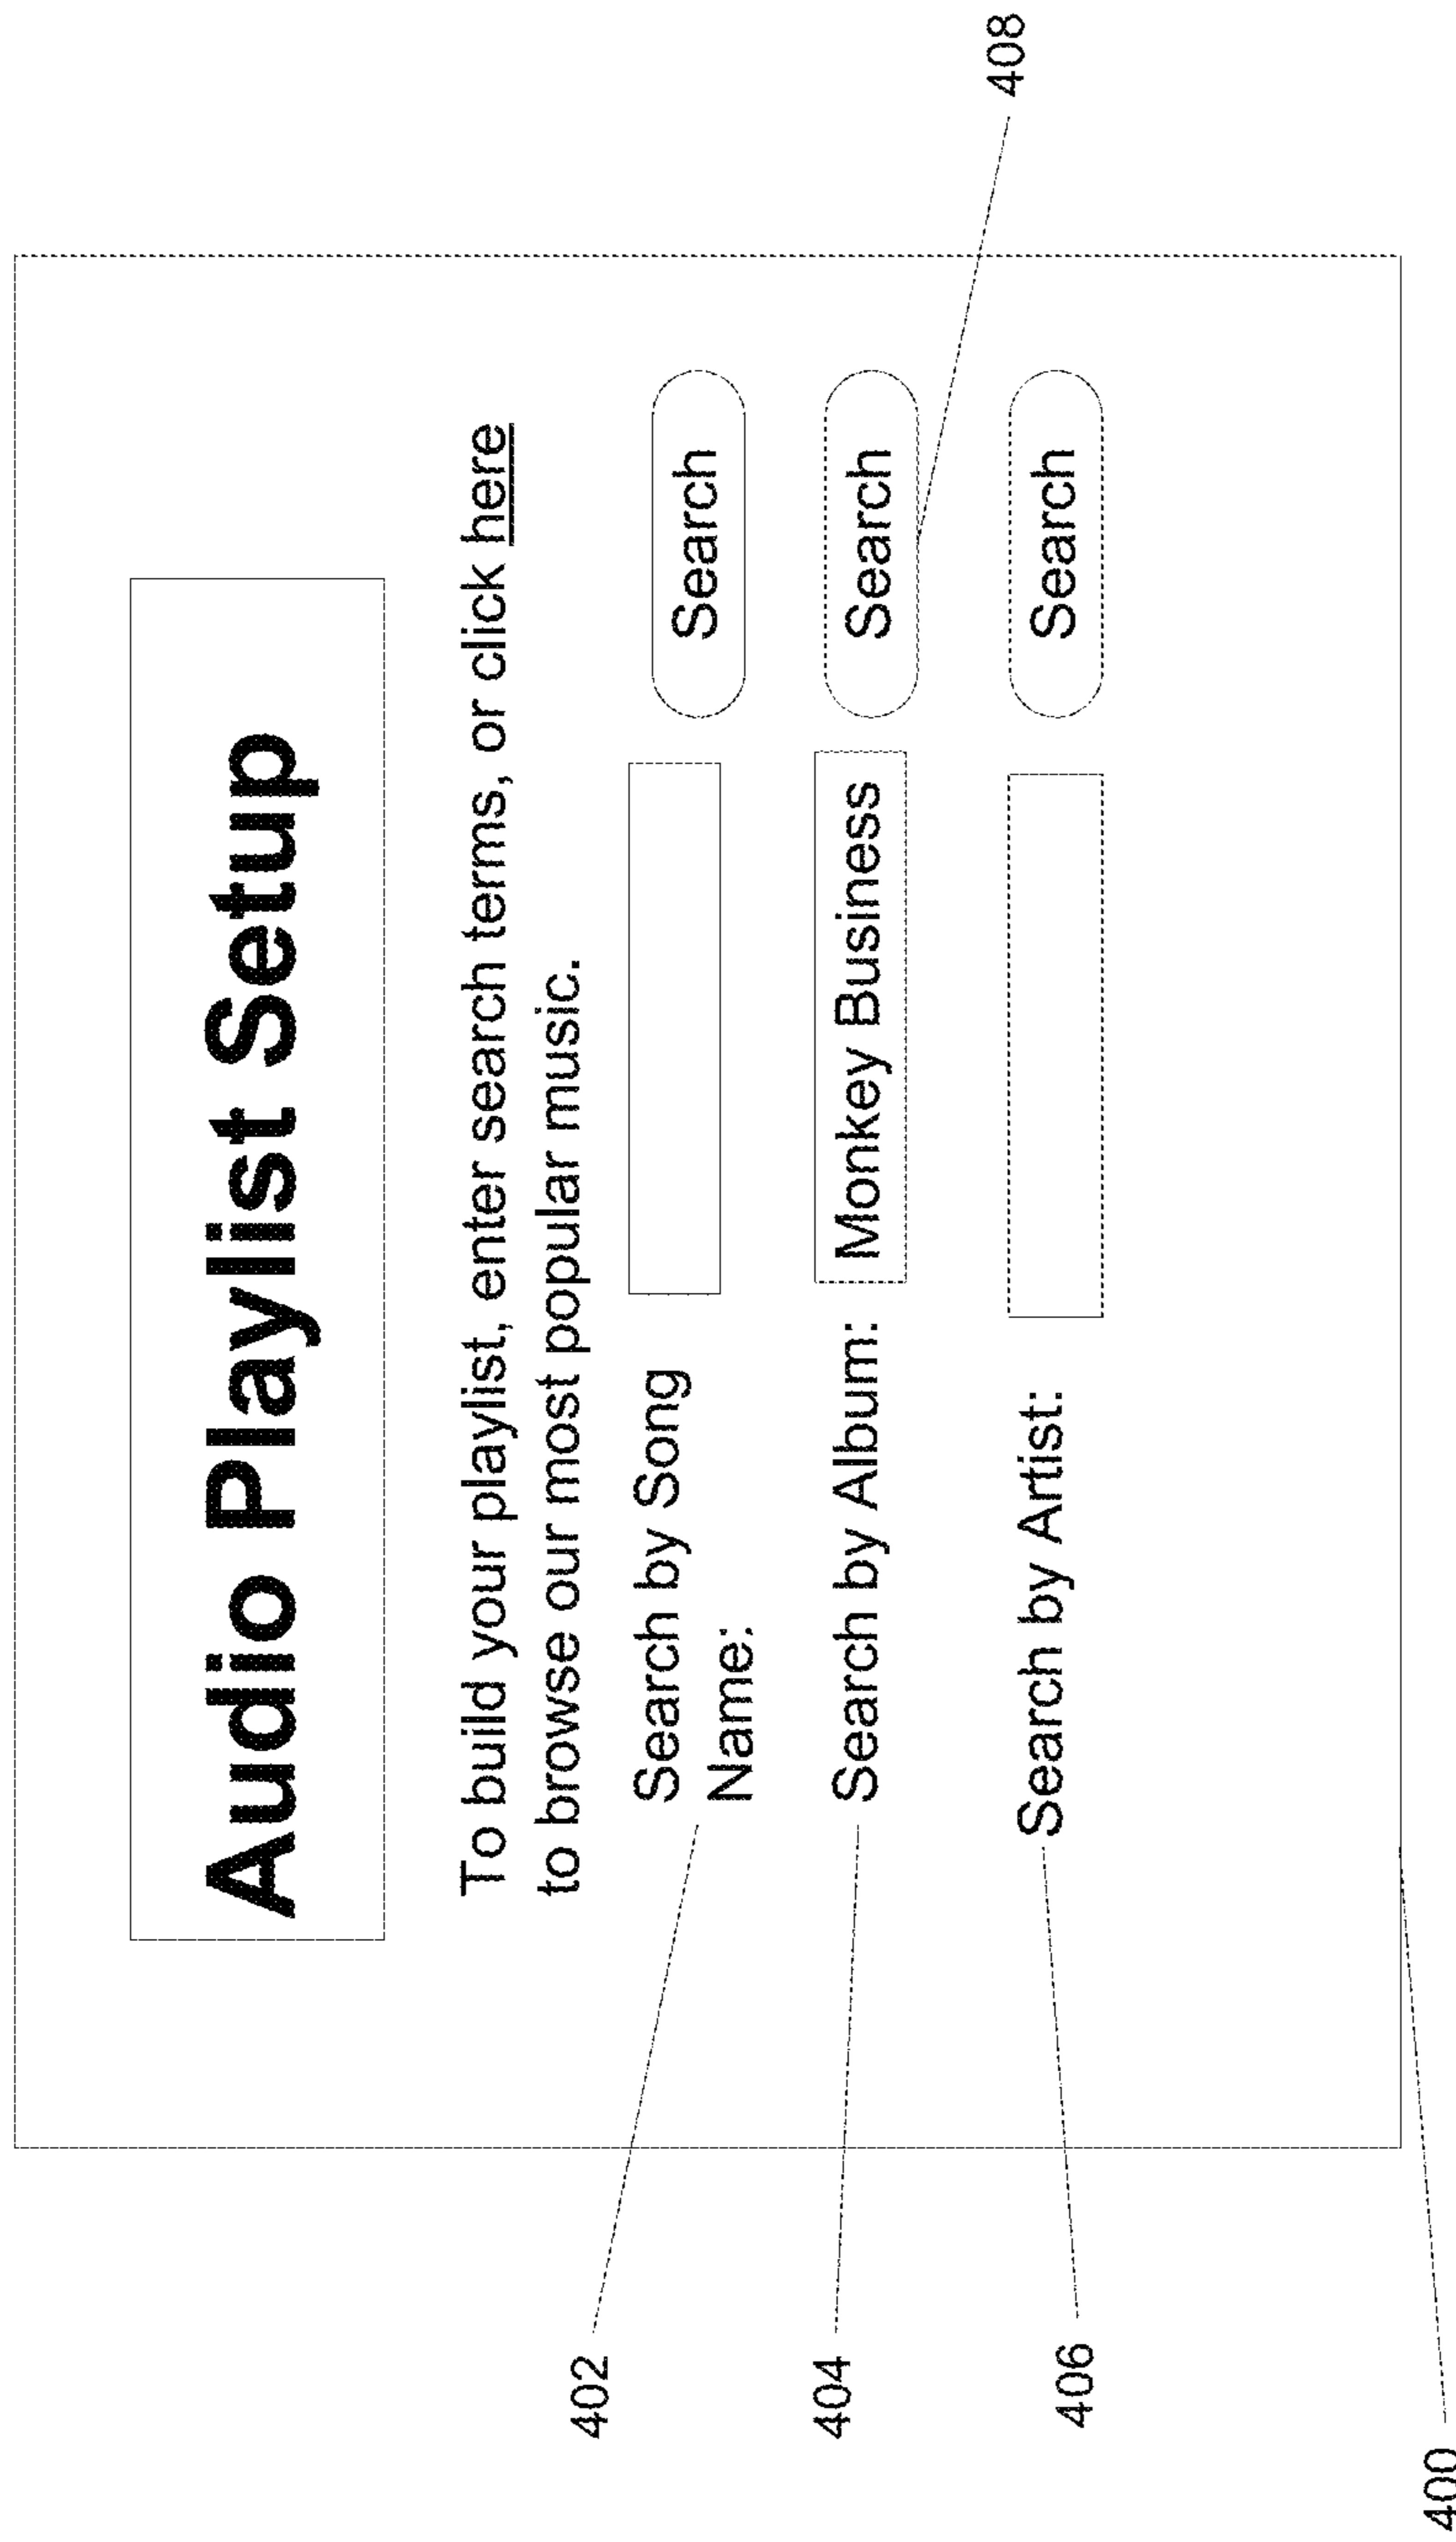 Audio Playlist Setup
To build your playlist, enter search terms, or click here
to browse our most popular music.
402
Search by Song
Name:
Search
404
Search by Album:
Monkey Business
Search
408
406
Search by Artist:
Search
400